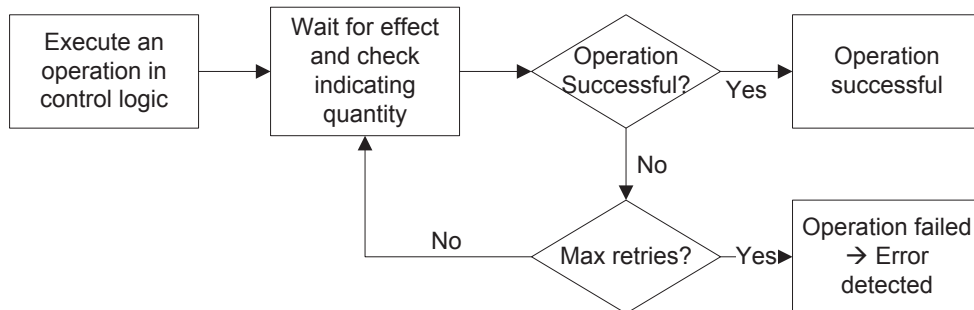 Execute an
operation in
control logic
Wait for effect
and check
indicating
quantity
Operation
Successful?
Yes
Operation
successful
No
No
Max retries?
Yes
Operation failed
→ Error
detected